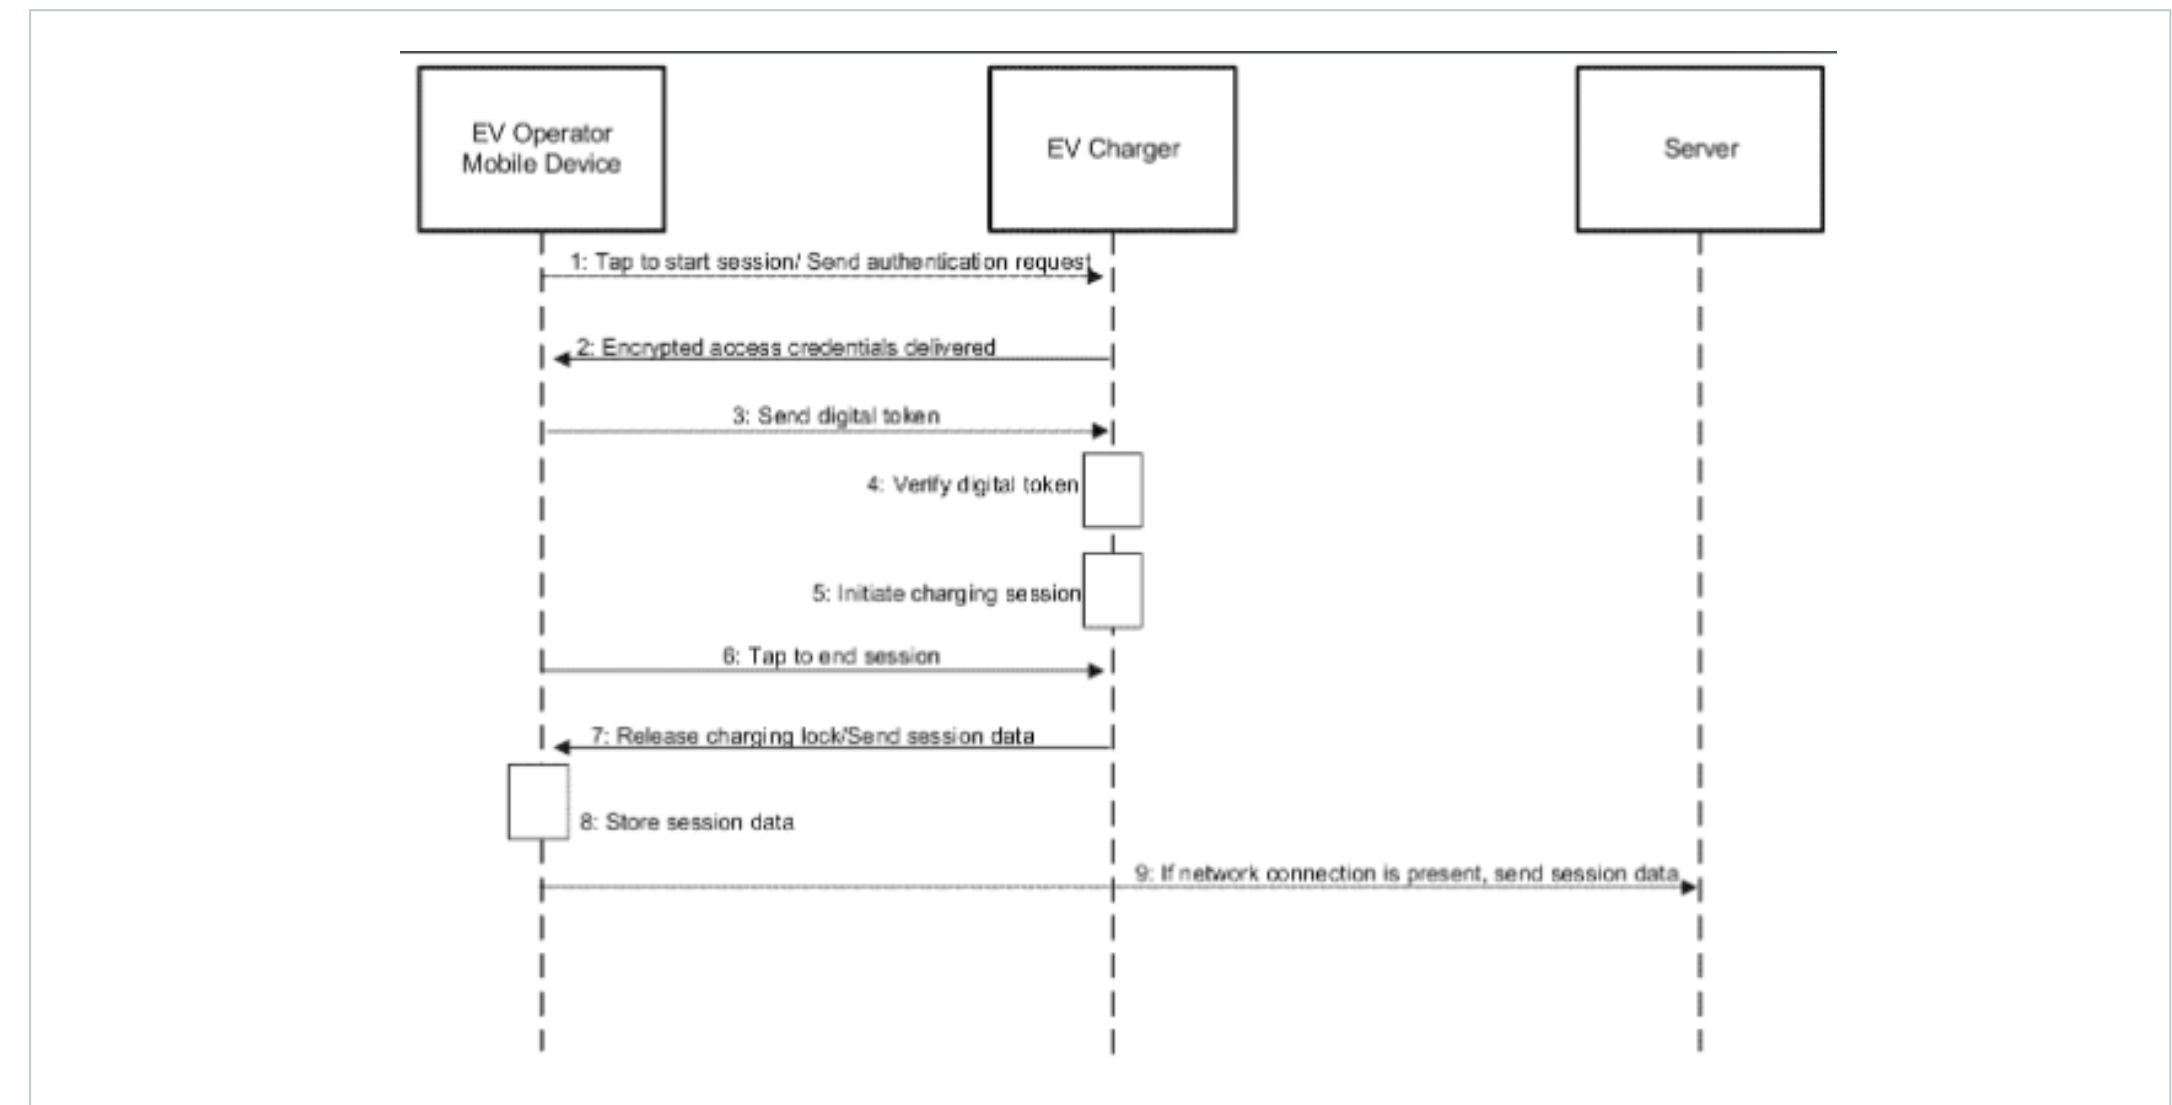 EV Operator
Mobile Device
EV Charger
Server
1: Tap to start session/ Send authentication request
2: Encrypted access credentials delivered
3: Send digital token
4: Verify digital token
5: Initiate charging session
6: Tap to end session
7: Release charging lock/Send session data
8: Store session data
9: If network connection is present, send session data